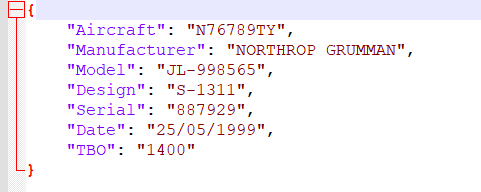 {
"Aircraft": "N76789TY",
"Manufacturer": "NORTHROP GRUMMAN",
"Model": "JL-998565",
"Design": "S-1311",
"Serial": "887929",
"Date": "25/05/1999",
"TBO": "1400"
}